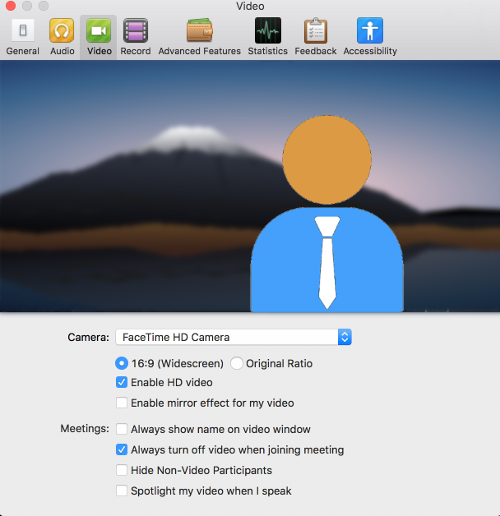 Video
General Audio Video Record Advanced Features Statistics Feedback Accessibility
Camera: FaceTime HD Camera
16:9 (Widescreen) Original Ratio
Enable HD video
Enable mirror effect for my video
Meetings: Always show name on video window
Always turn off video when joining meeting
Hide Non-Video Participants
Spotlight my video when I speak